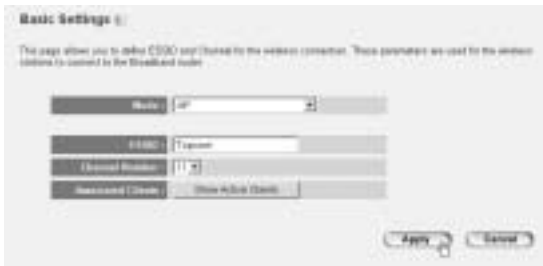 Basic Settings
This page allows you to define ESSID and Channel for the wireless connection. These parameters are used for the wireless
stations to connect to the Broadband router.
Mode : AP
ESSID : Topcom
Channel Number : 11
Associated Clients : Show Active Clients
Apply Cancel